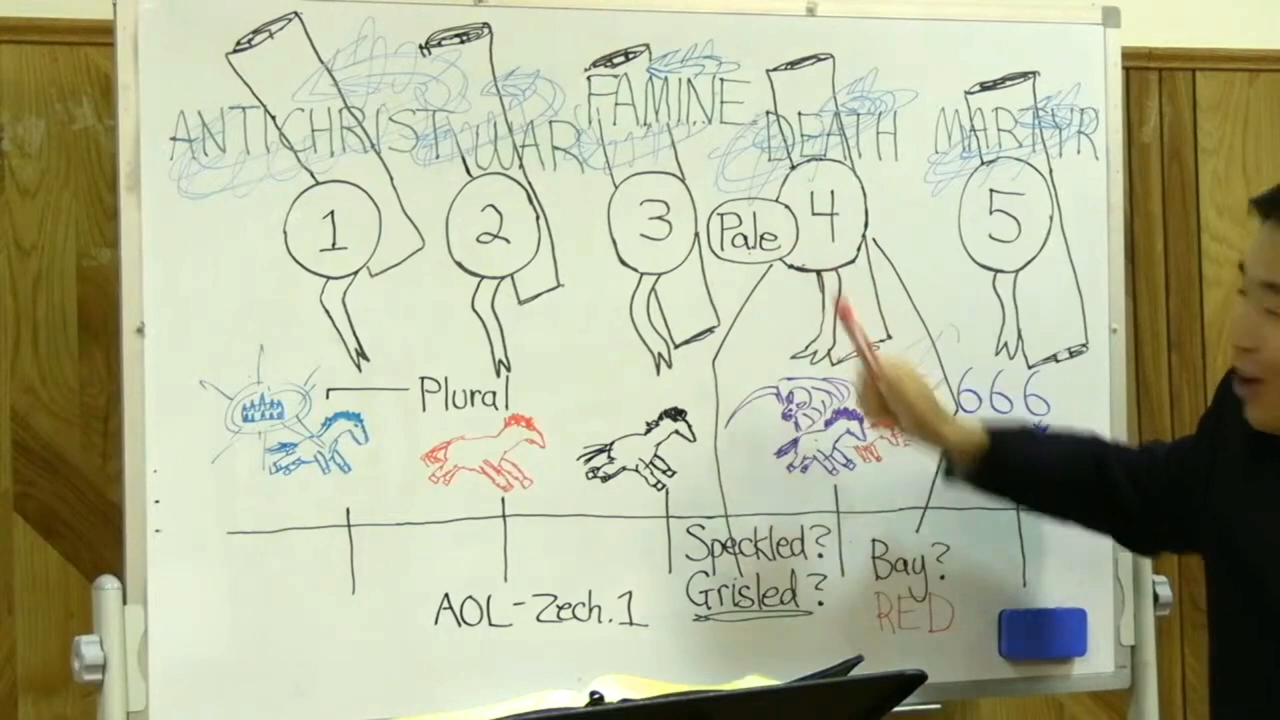 ANTICHRIST WAR FAMINE DEATH MARTYR
1 2 3 Pale 4 5
Plural
666
Speckled? Bay?
Grisled? RED
AOL-Zech.1